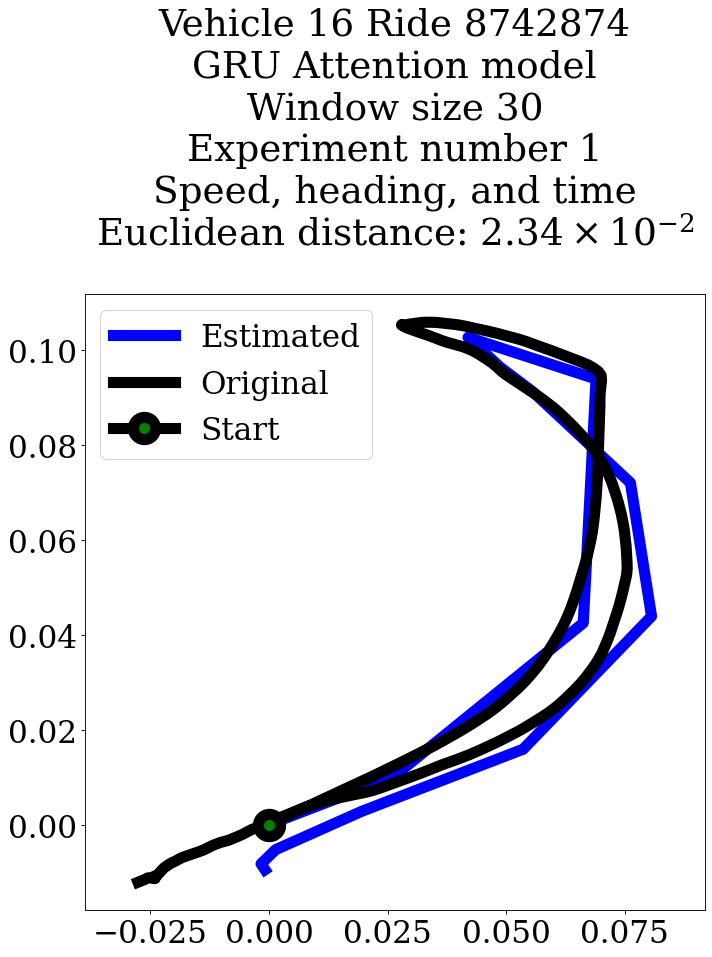 Vehicle 16 Ride 8742874
GRU Attention model
Window size 30
Experiment number 1
Speed, heading, and time
Euclidean distance: 2.34 × 10⁻²
Estimated
Original
Start
0.10
0.08
0.06
0.04
0.02
0.00
−0.025 0.000 0.025 0.050 0.075